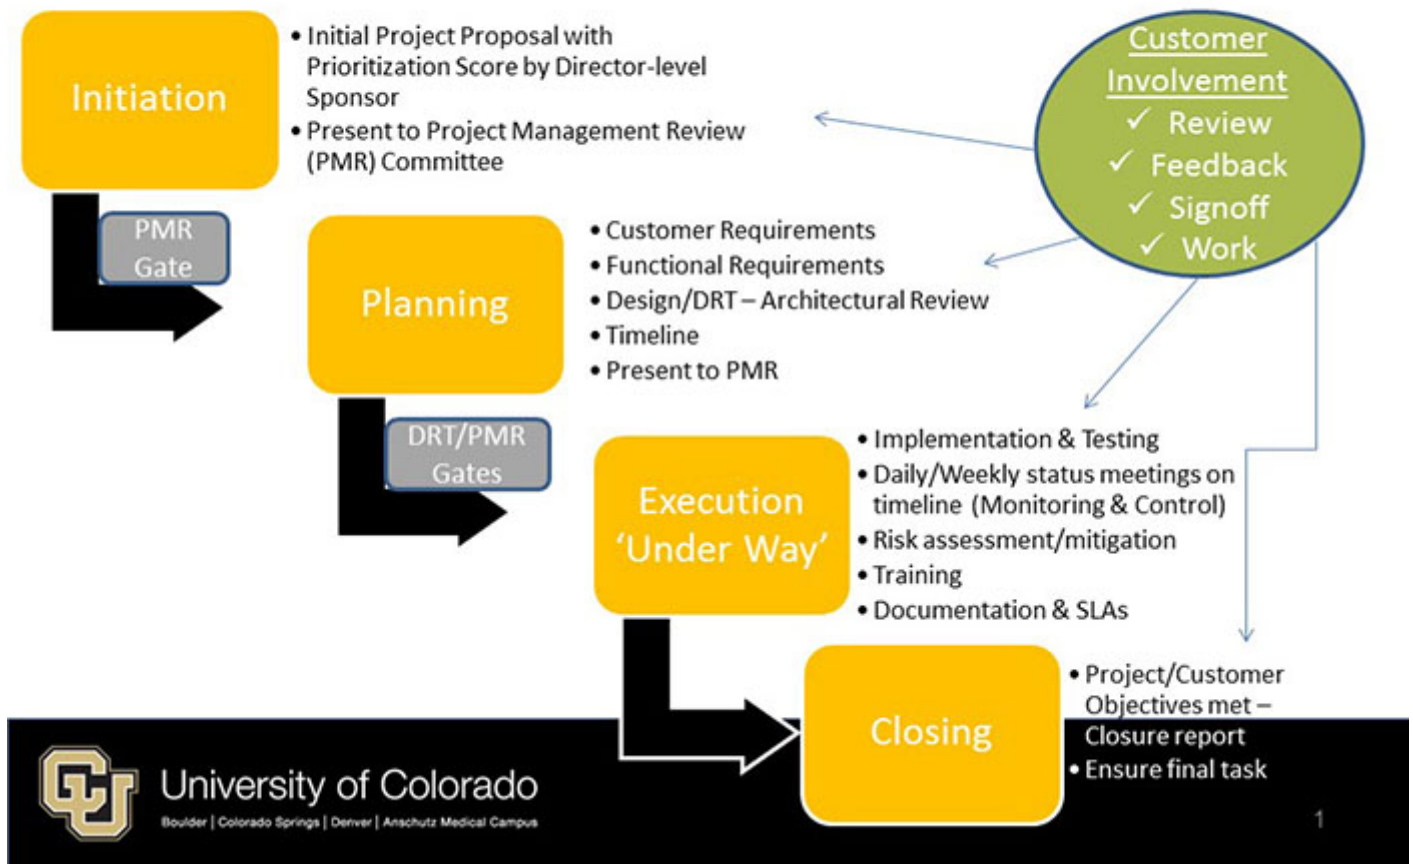 Initiation
• Initial Project Proposal with
Prioritization Score by Director-level
Sponsor
• Present to Project Management Review
(PMR) Committee
Customer
Involvement
✓ Review
✓ Feedback
✓ Signoff
✓ Work
PMR
Gate
Planning
• Customer Requirements
• Functional Requirements
• Design/DRT – Architectural Review
• Timeline
• Present to PMR
DRT/PMR
Gates
Execution
‘Under Way’
• Implementation & Testing
• Daily/Weekly status meetings on
timeline (Monitoring & Control)
• Risk assessment/mitigation
• Training
• Documentation & SLAs
Closing
• Project/Customer
Objectives met –
Closure report
• Ensure final task
CU
University of Colorado
Boulder | Colorado Springs | Denver | Anschutz Medical Campus
1